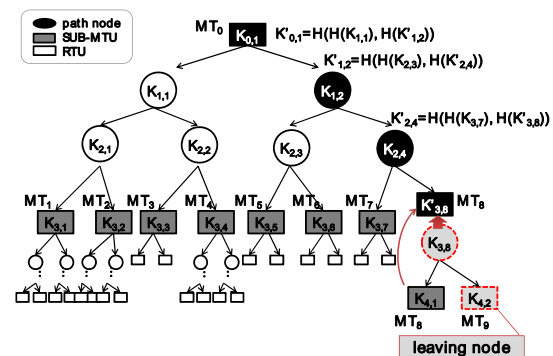 path node
SUB-MTU
RTU
MT0
K0,1
K'0,1=H(H(K1,1), H(K'1,2))
K'1,2=H(H(K2,3), H(K'2,4))
K1,1
K1,2
K'2,4=H(H(K3,7), H(K'3,8))
K2,1
K2,2
K2,3
K2,4
MT1
MT2
MT3
MT4
MT5
MT6
MT7
K3,1
K3,2
K3,3
K3,4
K3,5
K3,6
K3,7
K'3,8
MT8
K3,8
K4,1
K4,2
MT8
MT9
leaving node